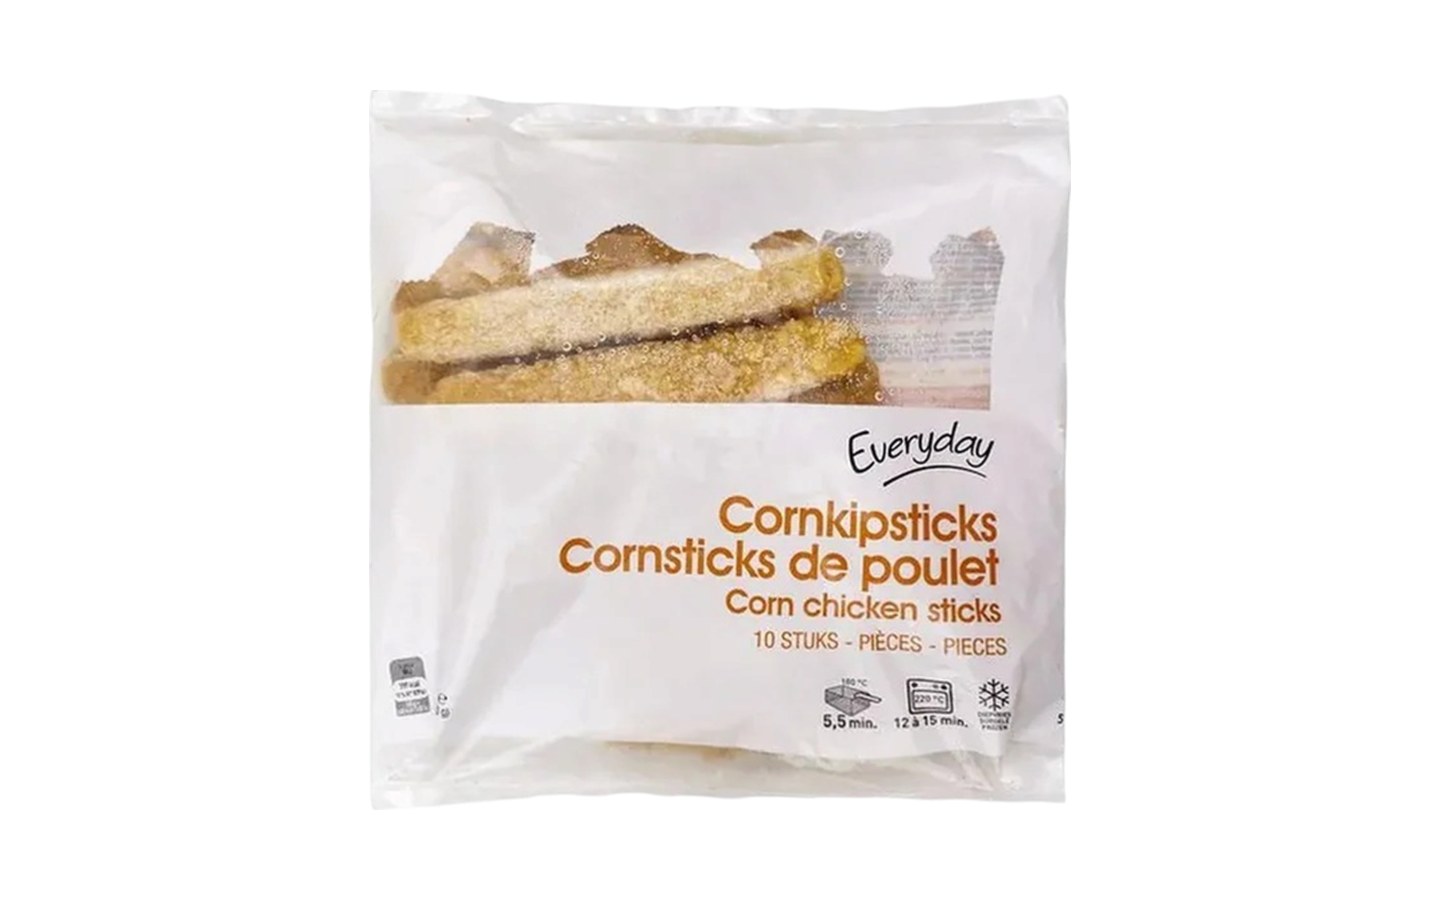 Everyday
Cornkipsticks
Cornsticks de poulet
Corn chicken sticks
10 STUKS - PIÈCES - PIECES
180 °C
220 °C
5,5 min.
12 à 15 min.